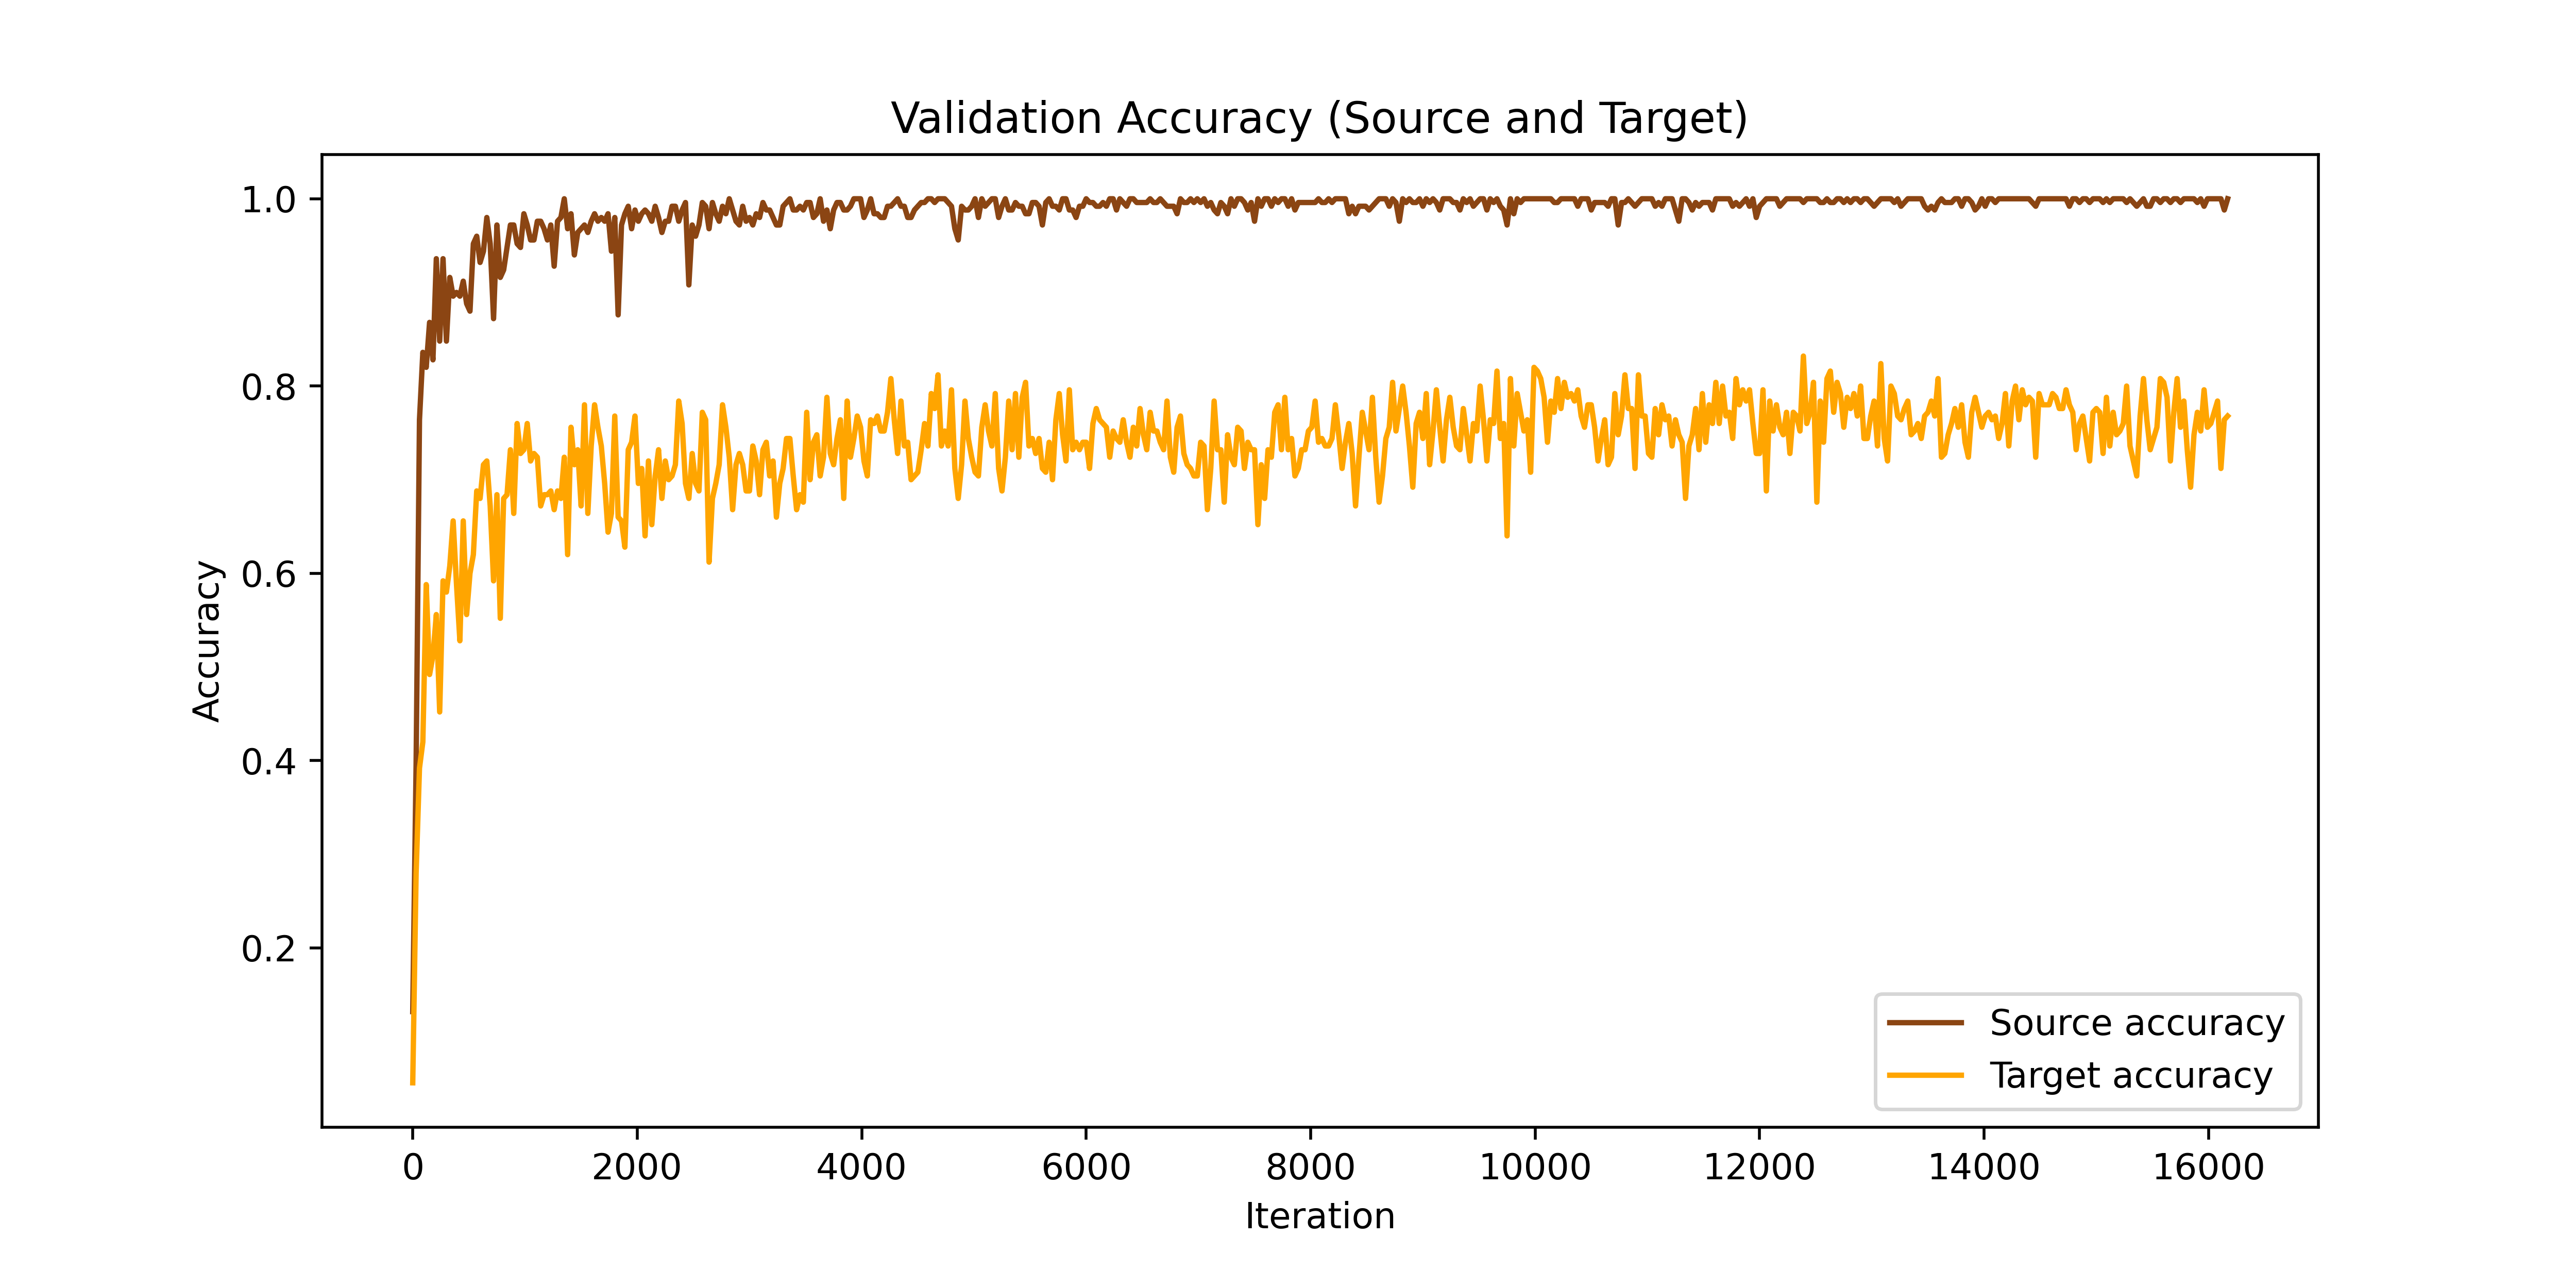 Validation Accuracy (Source and Target)
1.0
0.8
0.6
0.4
0.2
Accuracy
0 2000 4000 6000 8000 10000 12000 14000 16000
Iteration
Source accuracy
Target accuracy